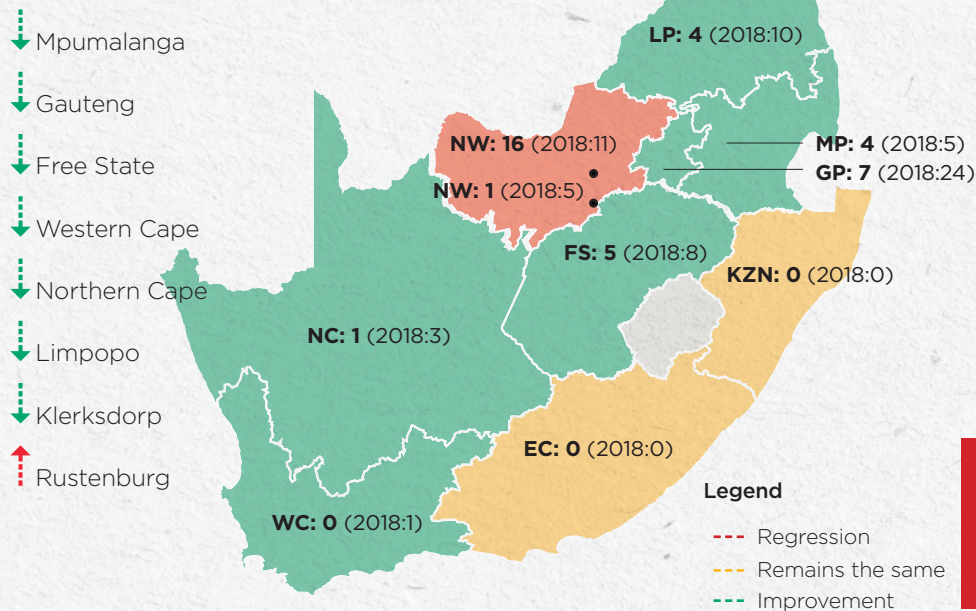 Mpumalanga
Gauteng
Free State
Western Cape
Northern Cape
Limpopo
Klerksdorp
Rustenburg
LP: 4 (2018:10)
NW: 16 (2018:11)
MP: 4 (2018:5)
GP: 7 (2018:24)
NW: 1 (2018:5)
FS: 5 (2018:8)
KZN: 0 (2018:0)
NC: 1 (2018:3)
EC: 0 (2018:0)
WC: 0 (2018:1)
Legend
Regression
Remains the same
Improvement